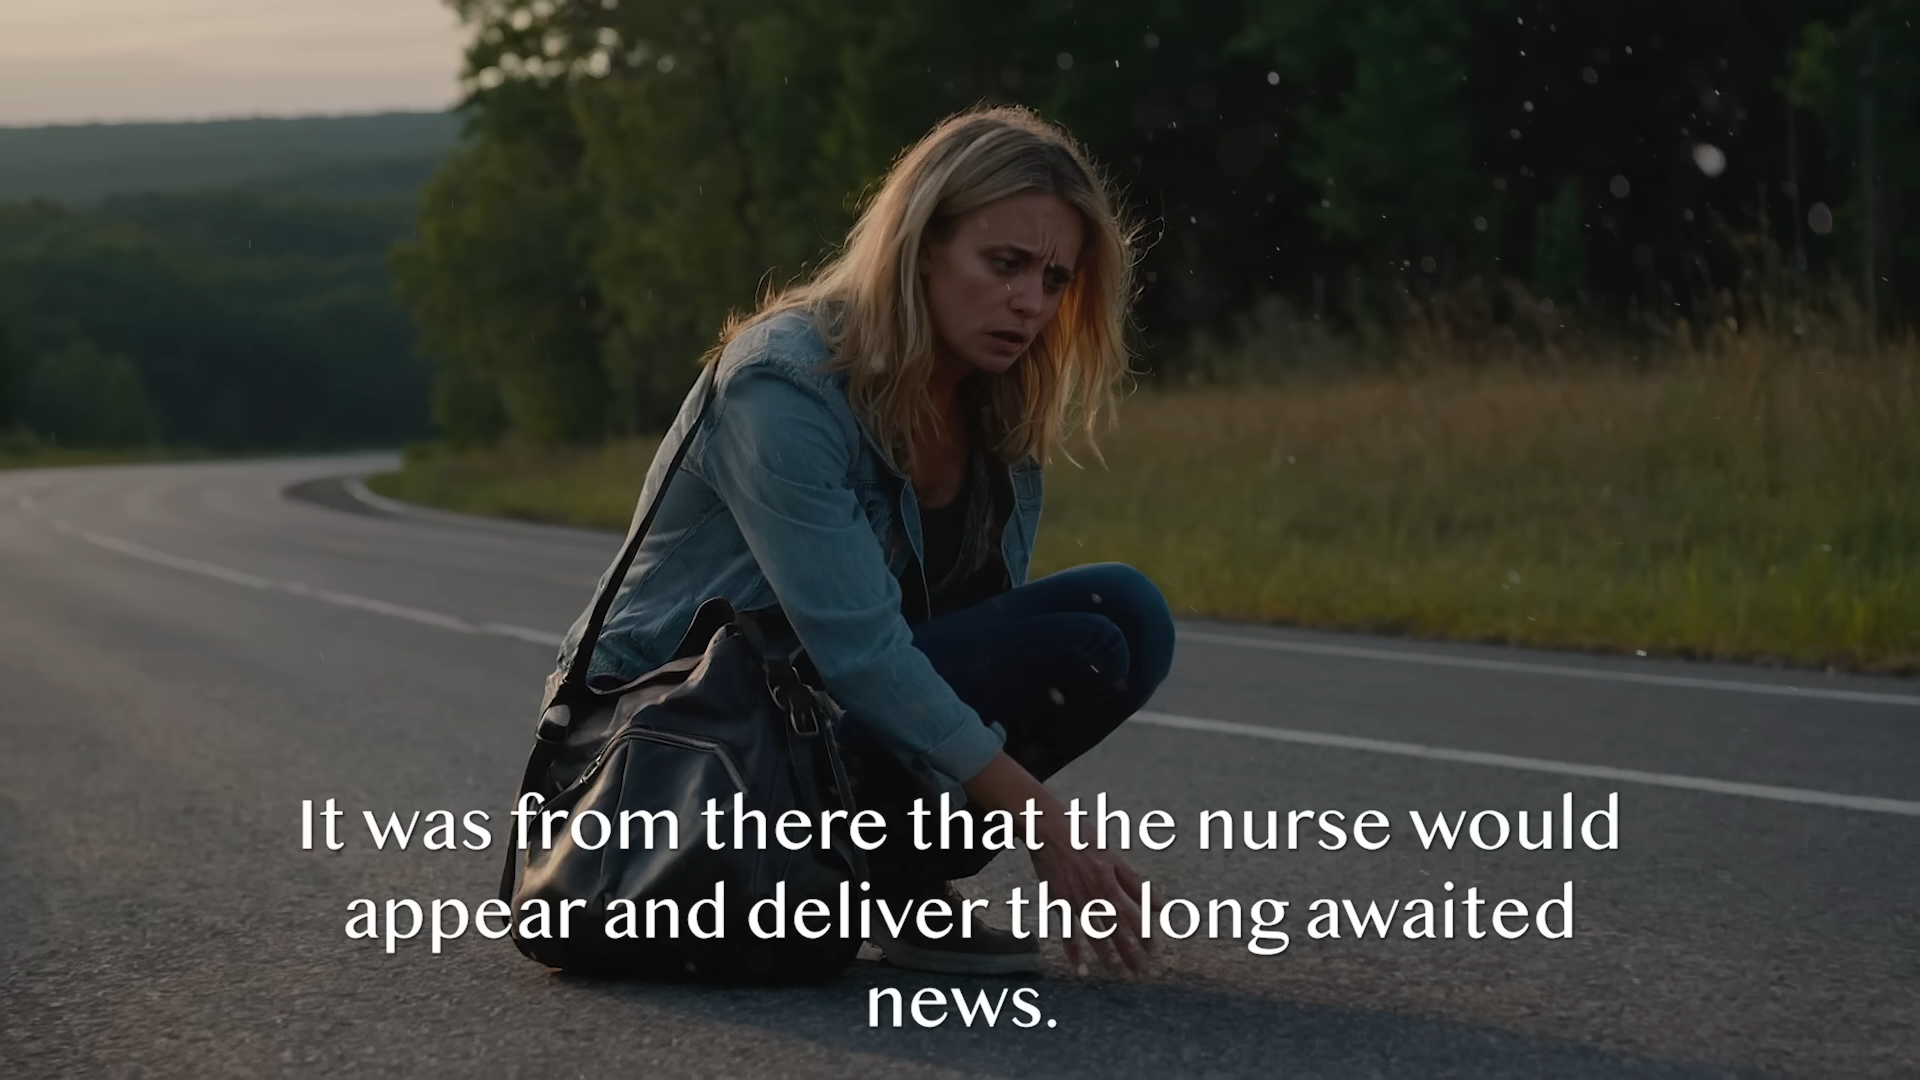 It was from there that the nurse would
appear and deliver the long awaited
news.